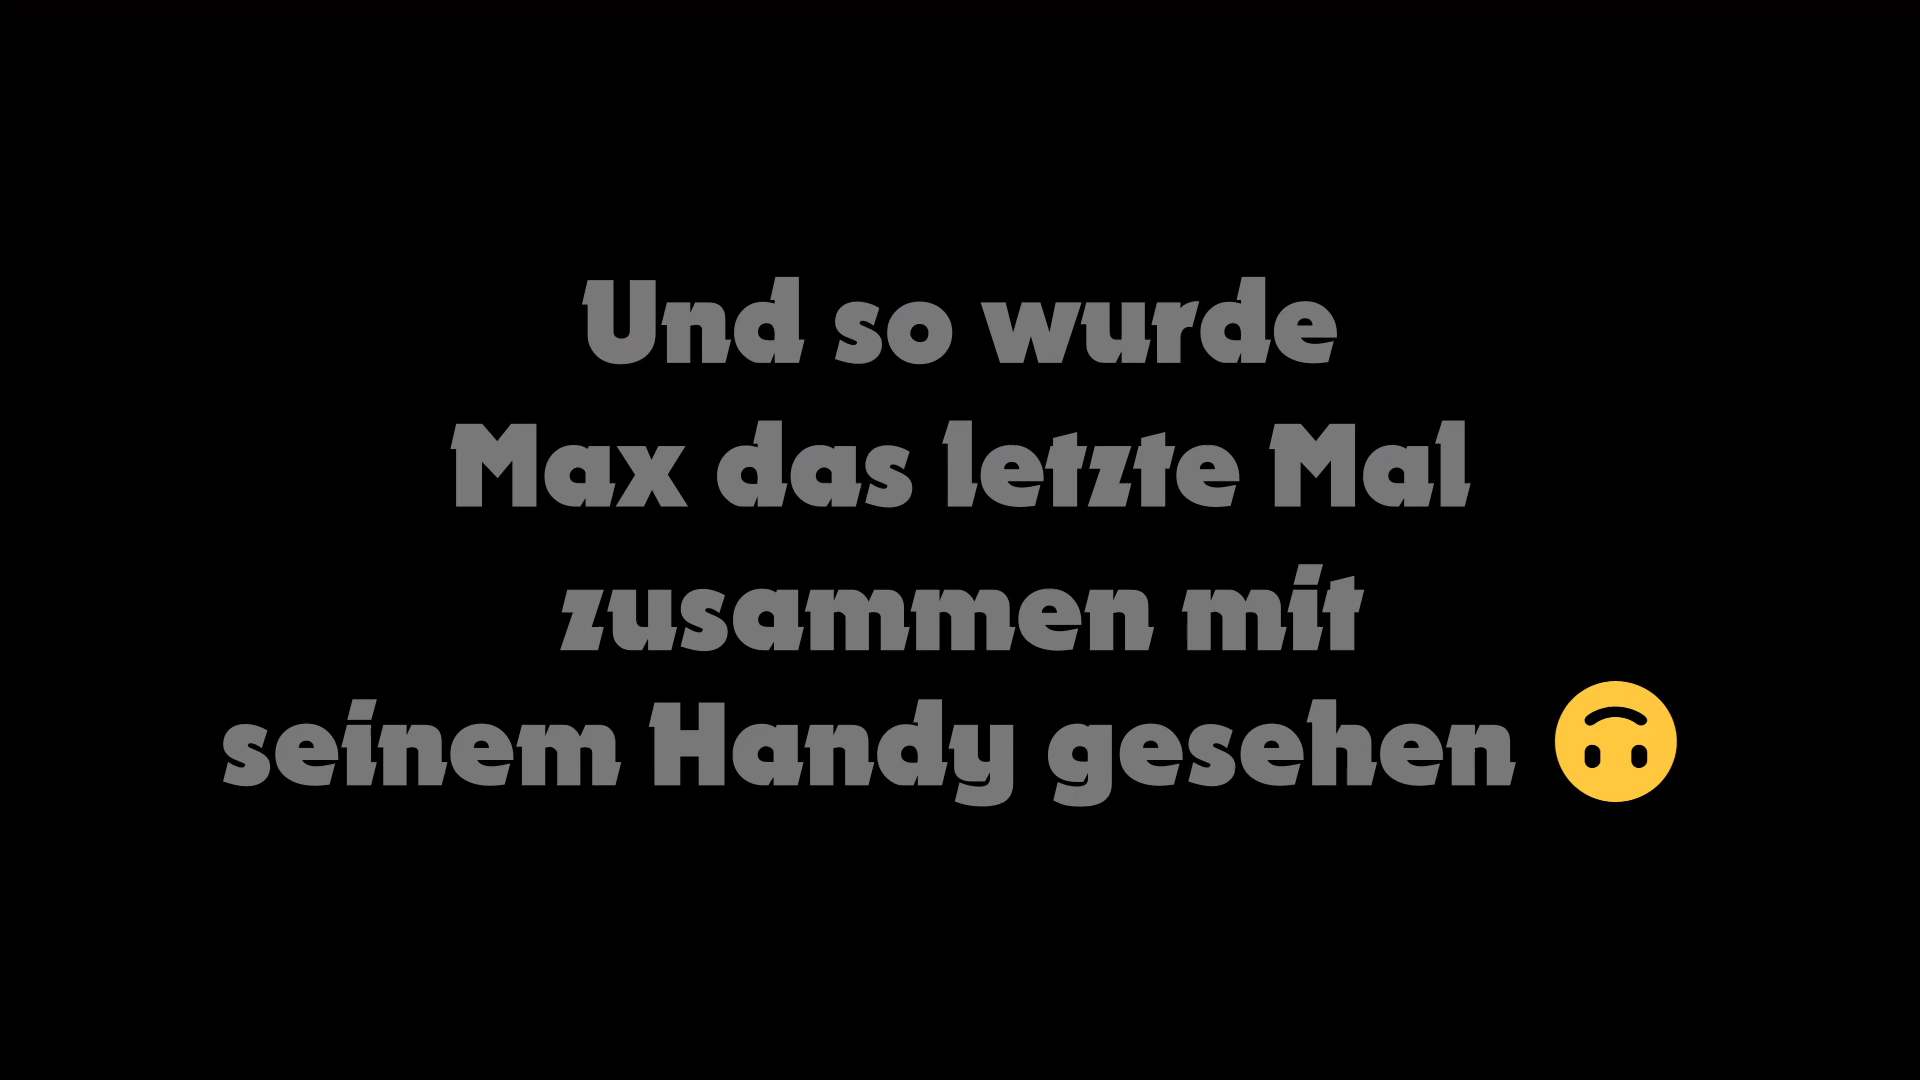 Und so wurde
Max das letzte Mal
zusammen mit
seinem Handy gesehen 🙃